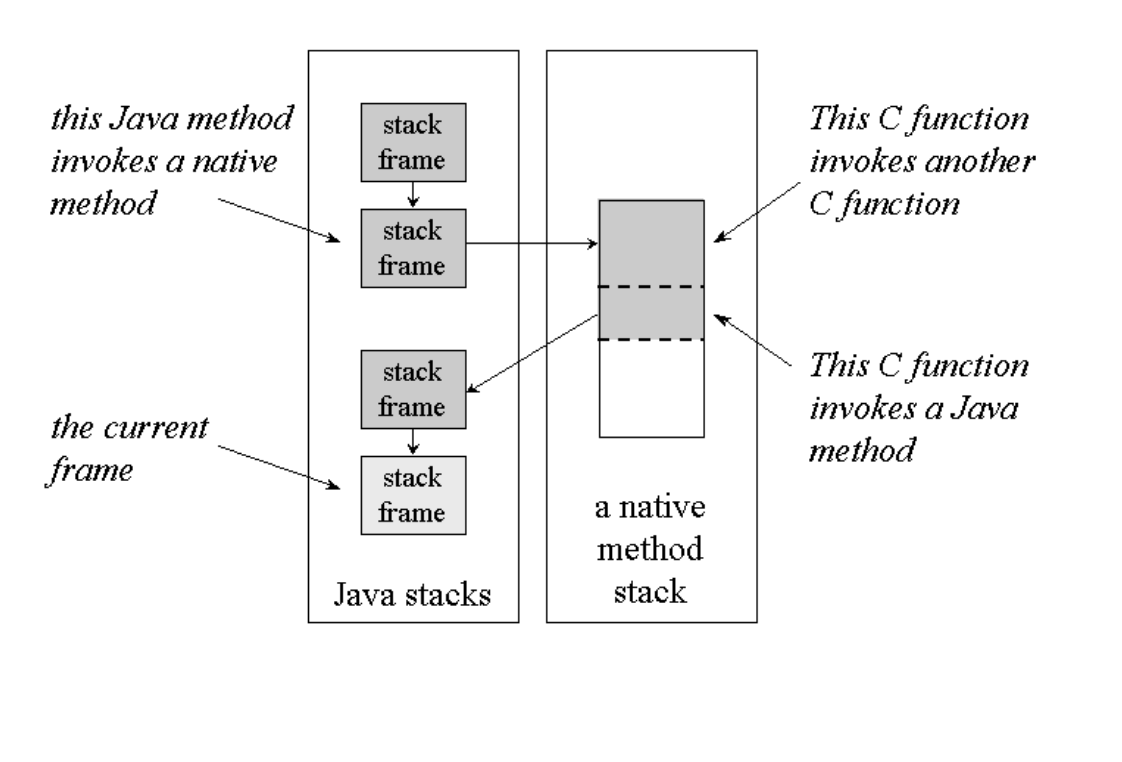 this Java method
invokes a native
method
stack
frame
stack
frame
stack
frame
the current
frame
stack
frame
Java stacks
This C function
invokes another
C function
This C function
invokes a Java
method
a native
method
stack